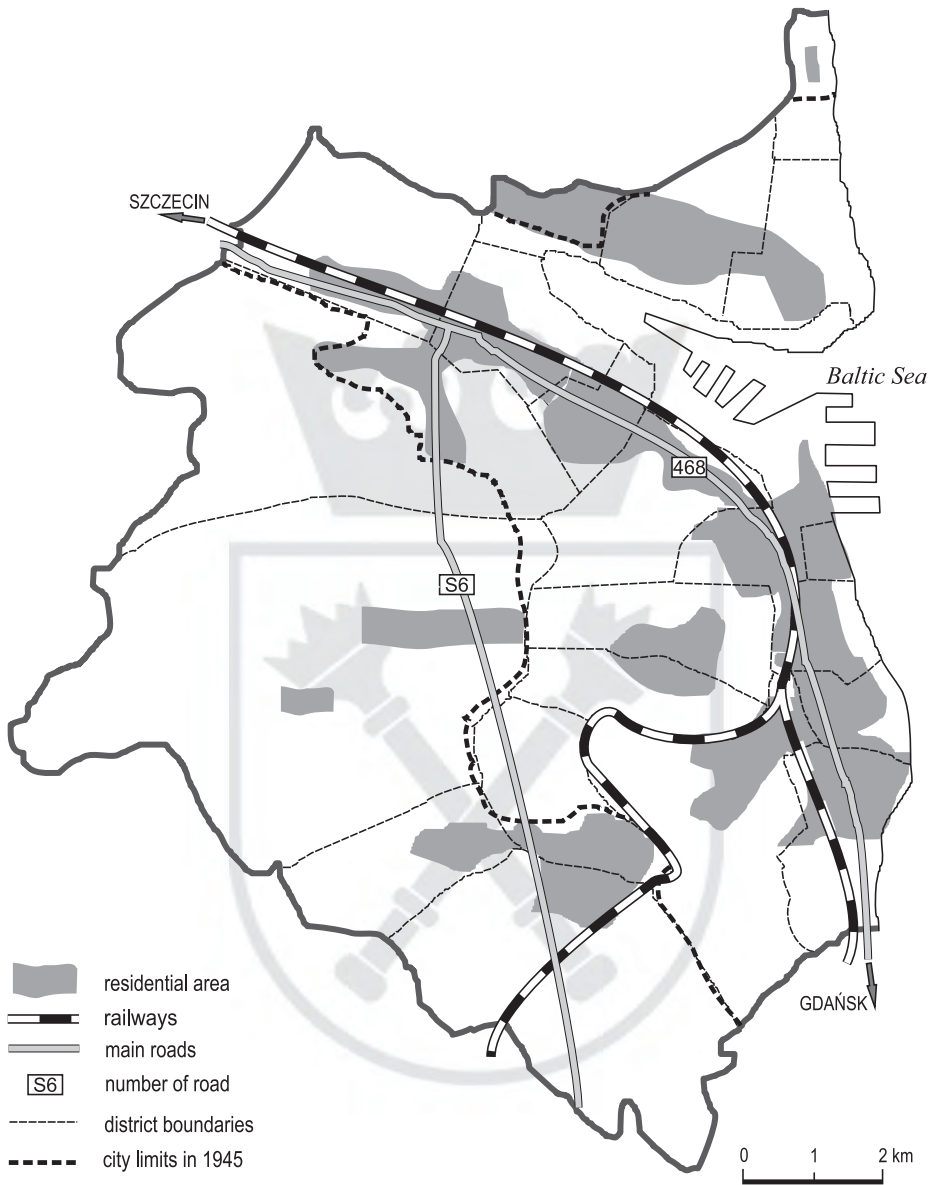 SZCZECIN
Baltic Sea
468
S6
GDAŃSK
residential area
railways
main roads
S6 number of road
district boundaries
city limits in 1945
0 1 2 km